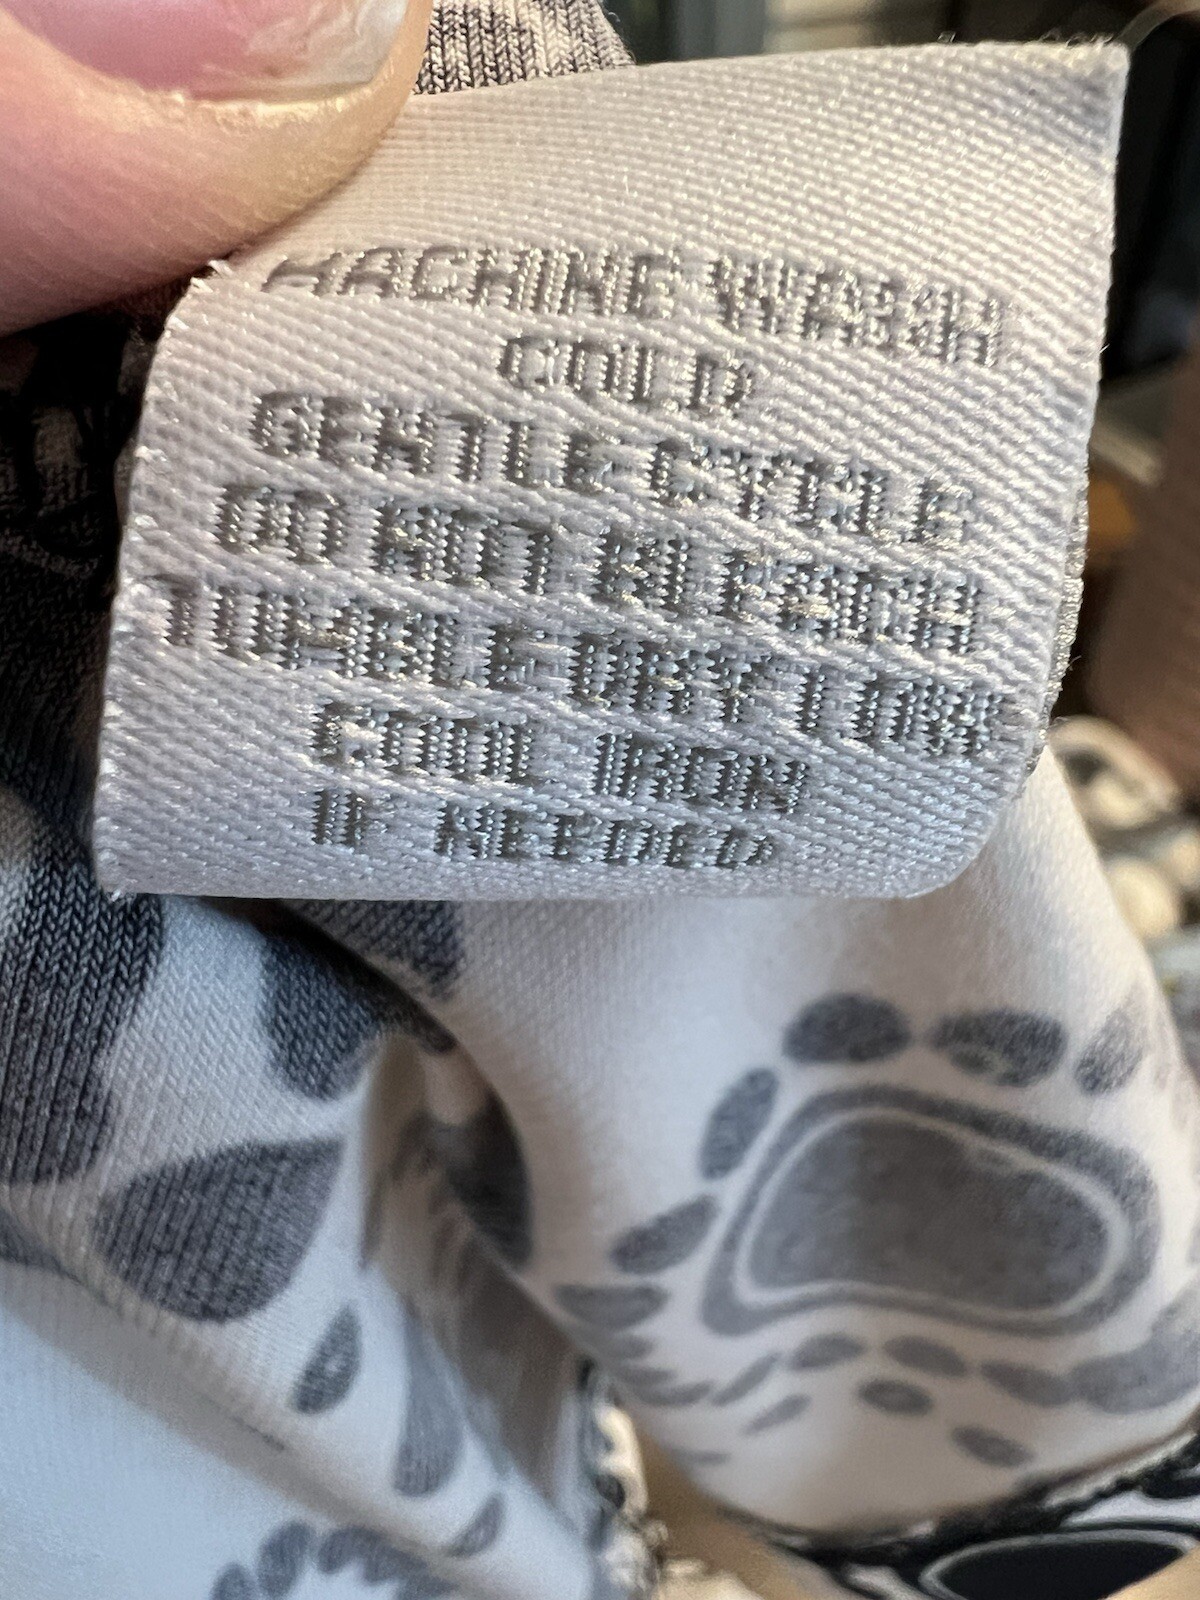 MACHINE WASH
COLD
GENTLE CYCLE
DO NOT BLEACH
TUMBLE DRY LOW
COOL IRON
IF NEEDED